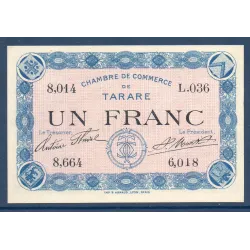 CHAMBRE DE COMMERCE
8,014 DE L.036
TARARE
UN FRANC
Le Trésorier, Le Président,
8,664 6,018